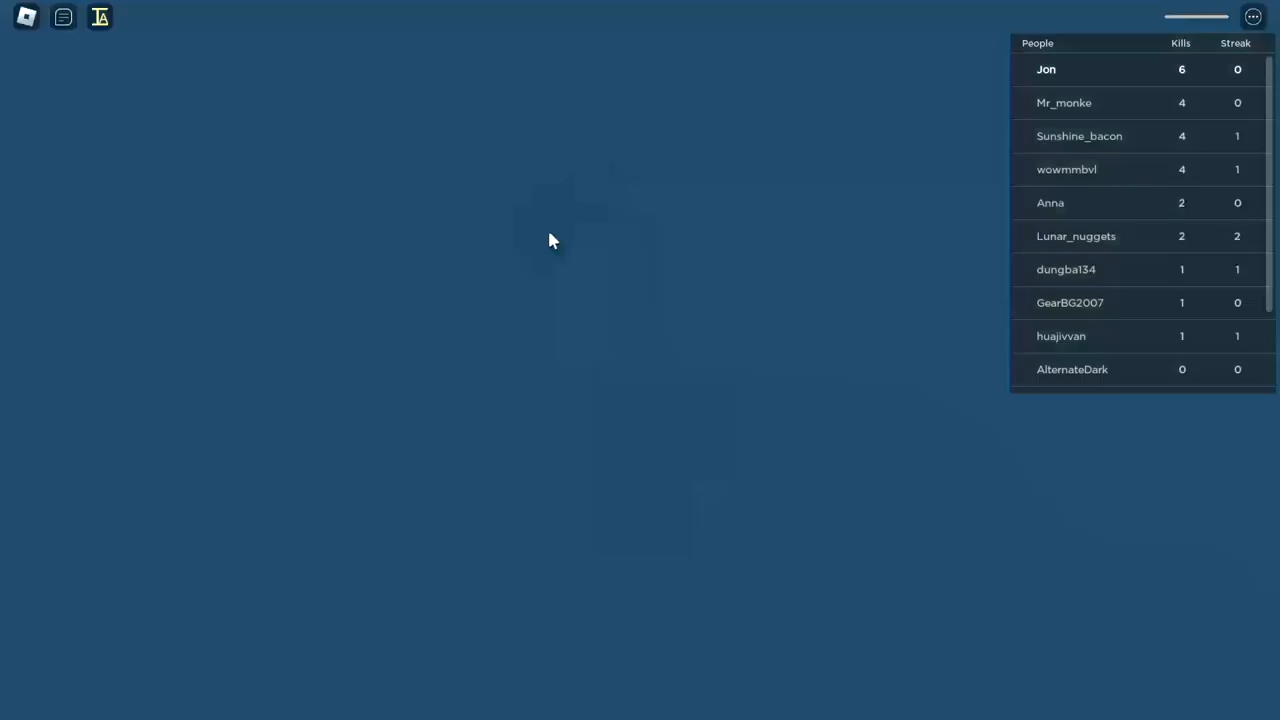 TA
People Kills Streak
Jon 6 0
Mr_monke 4 0
Sunshine_bacon 4 1
wowmmbvl 4 1
Anna 2 0
Lunar_nuggets 2 2
dungba134 1 1
GearBG2007 1 0
huajivvan 1 1
AlternateDark 0 0